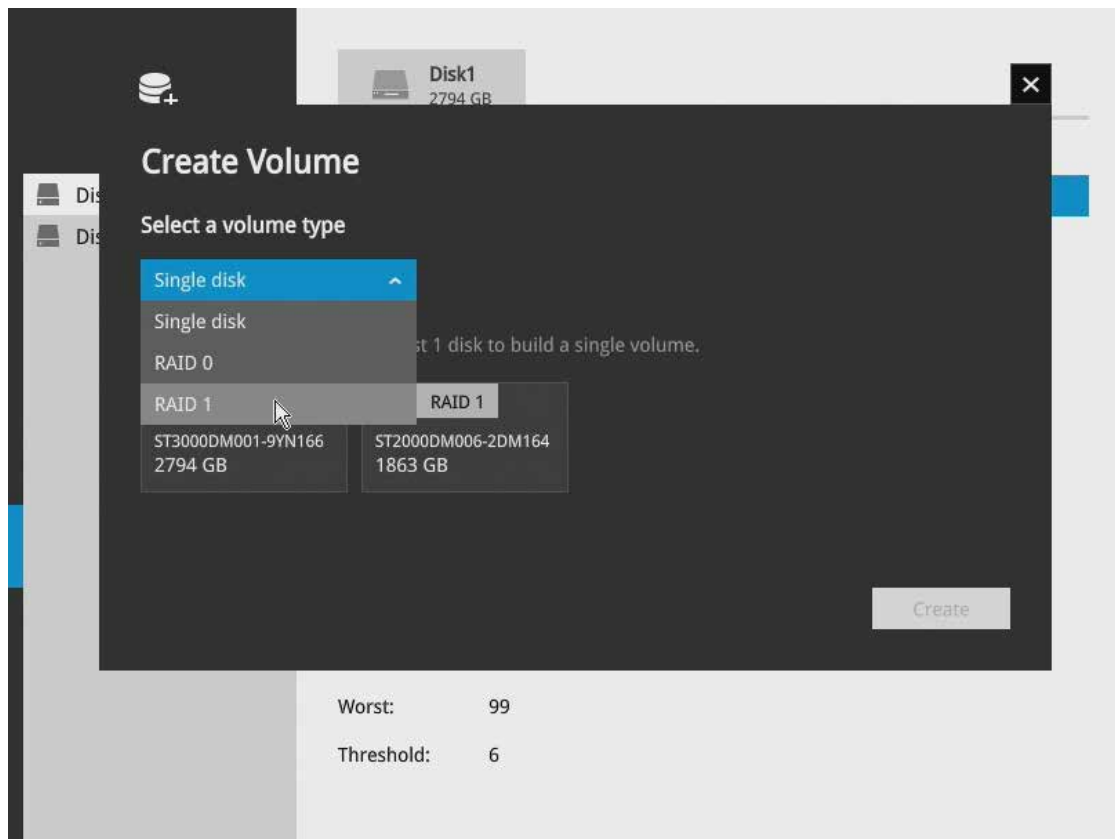 Disk1
2794 GB
Create Volume
Select a volume type
Single disk
Single disk
st 1 disk to build a single volume.
RAID 0
RAID 1
RAID 1
ST3000DM001-9YN166
2794 GB
ST2000DM006-2DM164
1863 GB
Create
Worst: 99
Threshold: 6